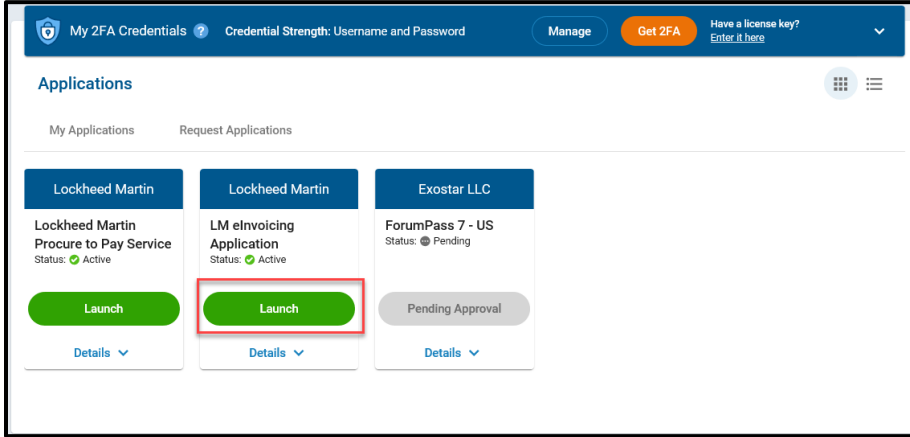 My 2FA Credentials ? Credential Strength: Username and Password Manage Get 2FA Have a license key?
Enter it here
Applications
My Applications Request Applications
Lockheed Martin
Lockheed Martin
Procure to Pay Service
Status: Active
Launch
Details
Lockheed Martin
LM eInvoicing
Application
Status: Active
Launch
Details
Exostar LLC
ForumPass 7 - US
Status: Pending
Pending Approval
Details